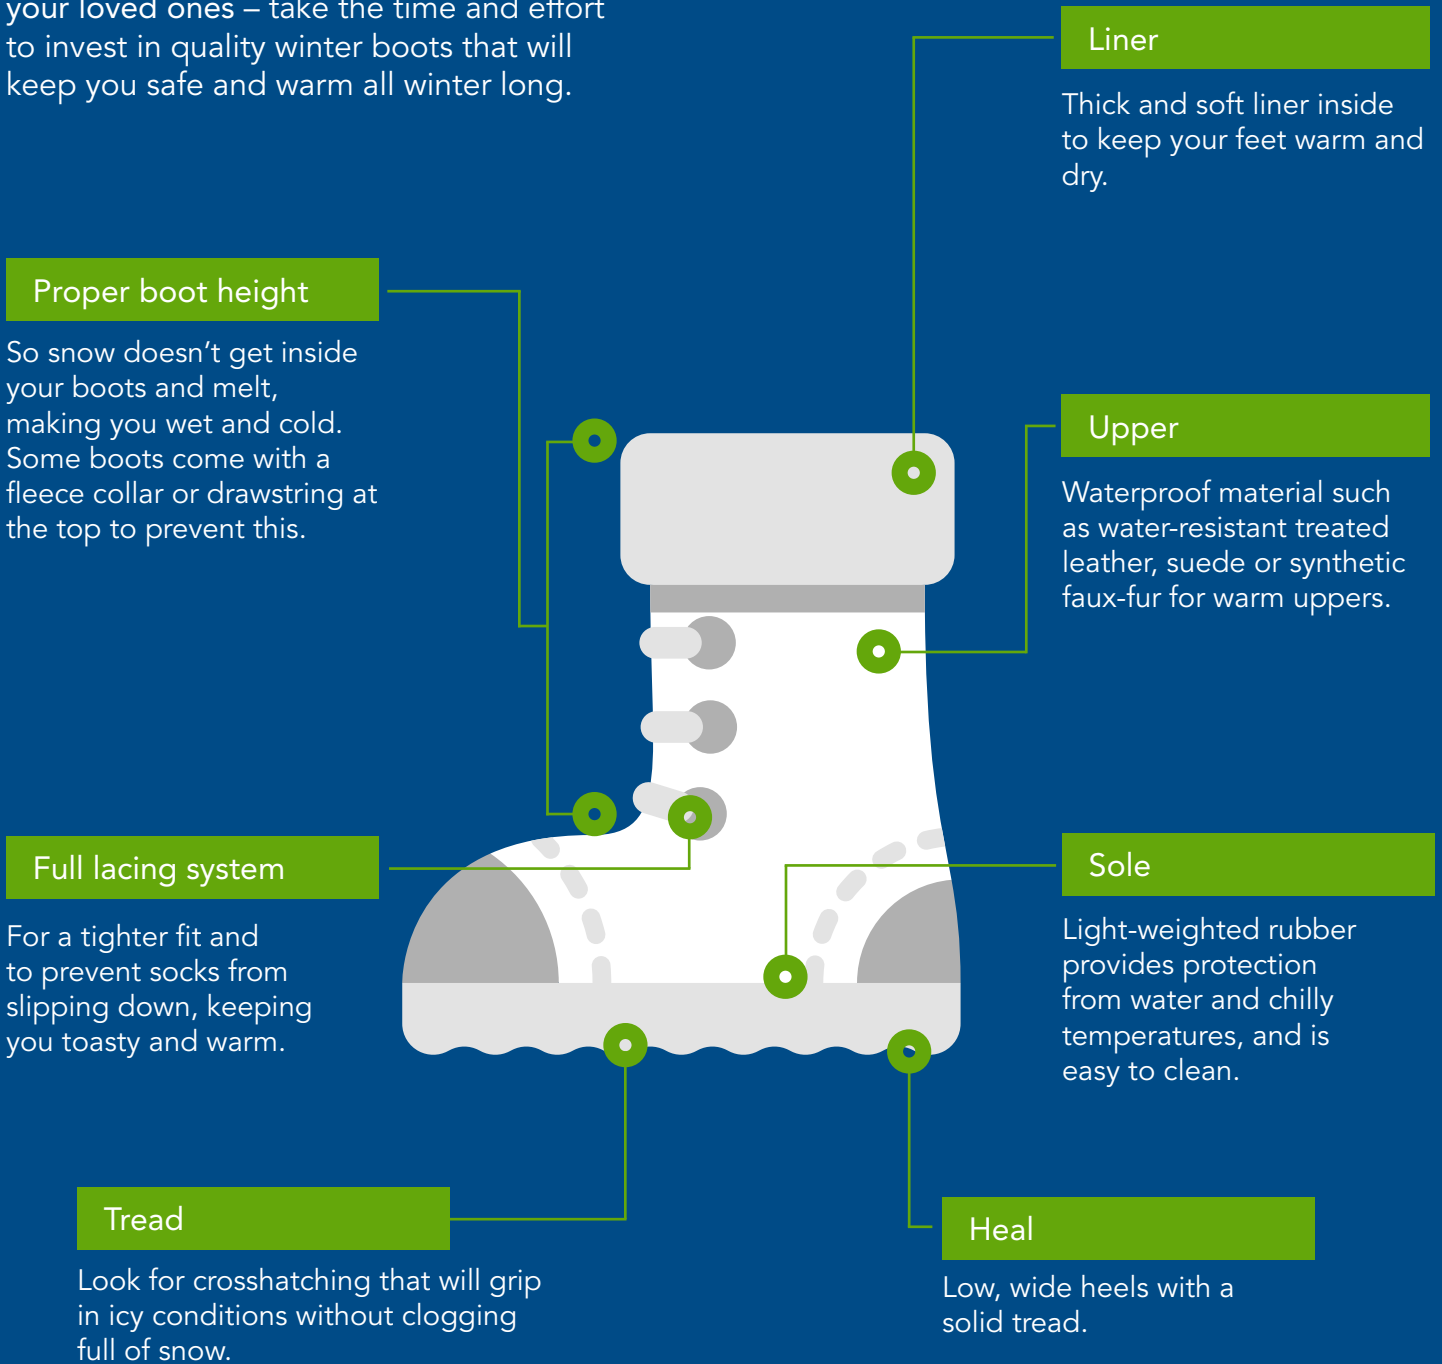 your loved ones – take the time and effort
to invest in quality winter boots that will
keep you safe and warm all winter long.
Liner
Thick and soft liner inside
to keep your feet warm and
dry.
Proper boot height
So snow doesn’t get inside
your boots and melt,
making you wet and cold.
Some boots come with a
fleece collar or drawstring at
the top to prevent this.
Upper
Waterproof material such
as water-resistant treated
leather, suede or synthetic
faux-fur for warm uppers.
Full lacing system
For a tighter fit and
to prevent socks from
slipping down, keeping
you toasty and warm.
Sole
Light-weighted rubber
provides protection
from water and chilly
temperatures, and is
easy to clean.
Tread
Look for crosshatching that will grip
in icy conditions without clogging
full of snow.
Heal
Low, wide heels with a
solid tread.